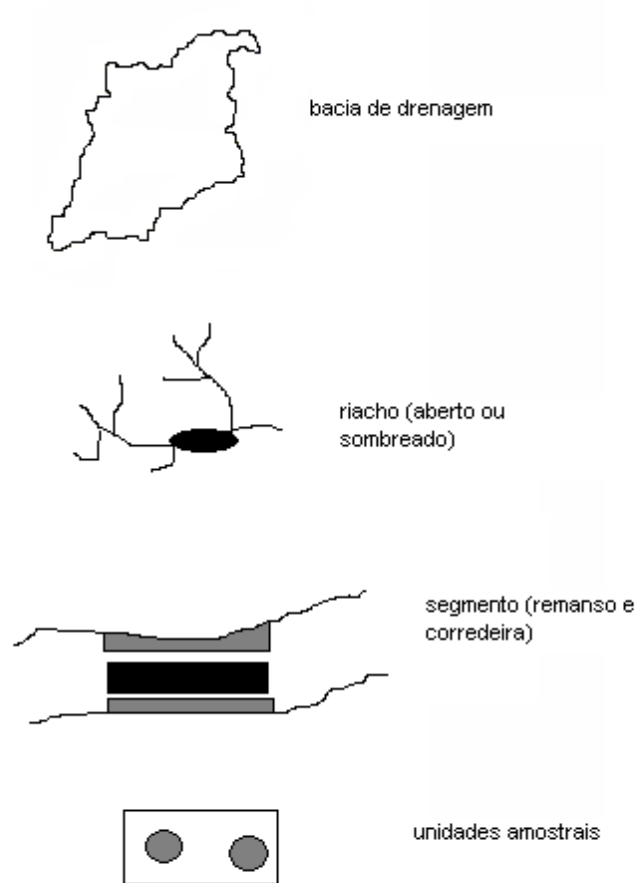 bacia de drenagem
riacho (aberto ou
sombreado)
segmento (remanso e
corredeira)
unidades amostrais